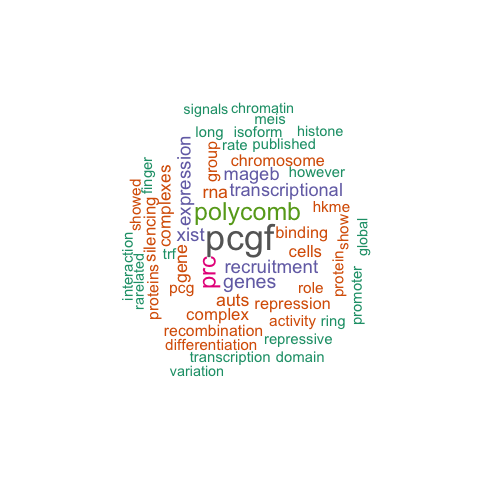 signals chromatin
meis
long isoform histone
rate published
group
chromosome
expression
finger
mageb however
complexes
rna transcriptional
showed
silencing
polycomb hkme
show
xist pcgf binding
global
interaction
trf gene cells
rarelated
prc recruitment
protein
proteins
pcg genes role
promoter
auts repression
complex activity ring
recombination
differentiation repressive
transcription domain
variation